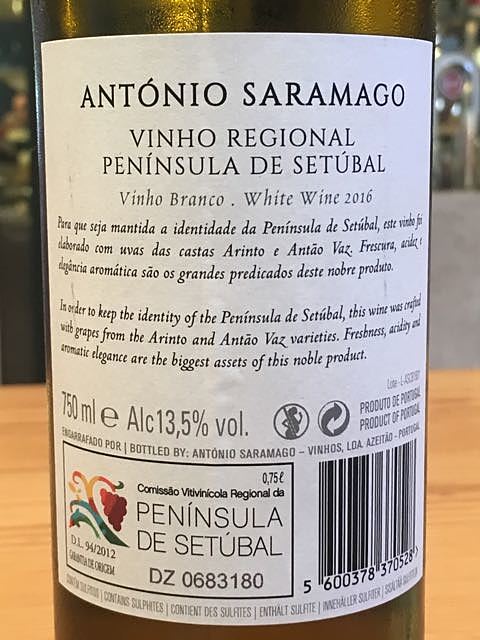 ANTÓNIO SARAMAGO
VINHO REGIONAL
PENÍNSULA DE SETÚBAL
Vinho Branco . White Wine 2016
Para que seja mantida a identidade da Península de Setúbal, este vinho foi
elaborado com uvas das castas Arinto e Antão Vaz. Frescura, acidez e
elegância aromática são os grandes predicados deste nobre produto.
In order to keep the identity of the Península de Setúbal, this wine was crafted
with grapes from the Arinto and Antão Vaz varieties. Freshness, acidity and
aromatic elegance are the biggest assets of this noble product.
750 ml e Alc13,5% vol.
PRODUTO DE PORTUGAL
PRODUCT OF PORTUGAL
ENGARRAFADO POR | BOTTLED BY: ANTÓNIO SARAMAGO – VINHOS, LDA. AZEITÃO - PORTUGAL
0,75ℓ
Comissão Vitivinícola Regional da
PENÍNSULA
DE SETÚBAL
D.L. 94/2012
GARANTIA DE ORIGEM
DZ 0683180
5 600378 370528
CONTÉM SULFITOS | CONTAINS SULPHITES | CONTIENT DES SULFITES | ENTHÄLT SULFITE | INNEHÅLLER SULFITER |